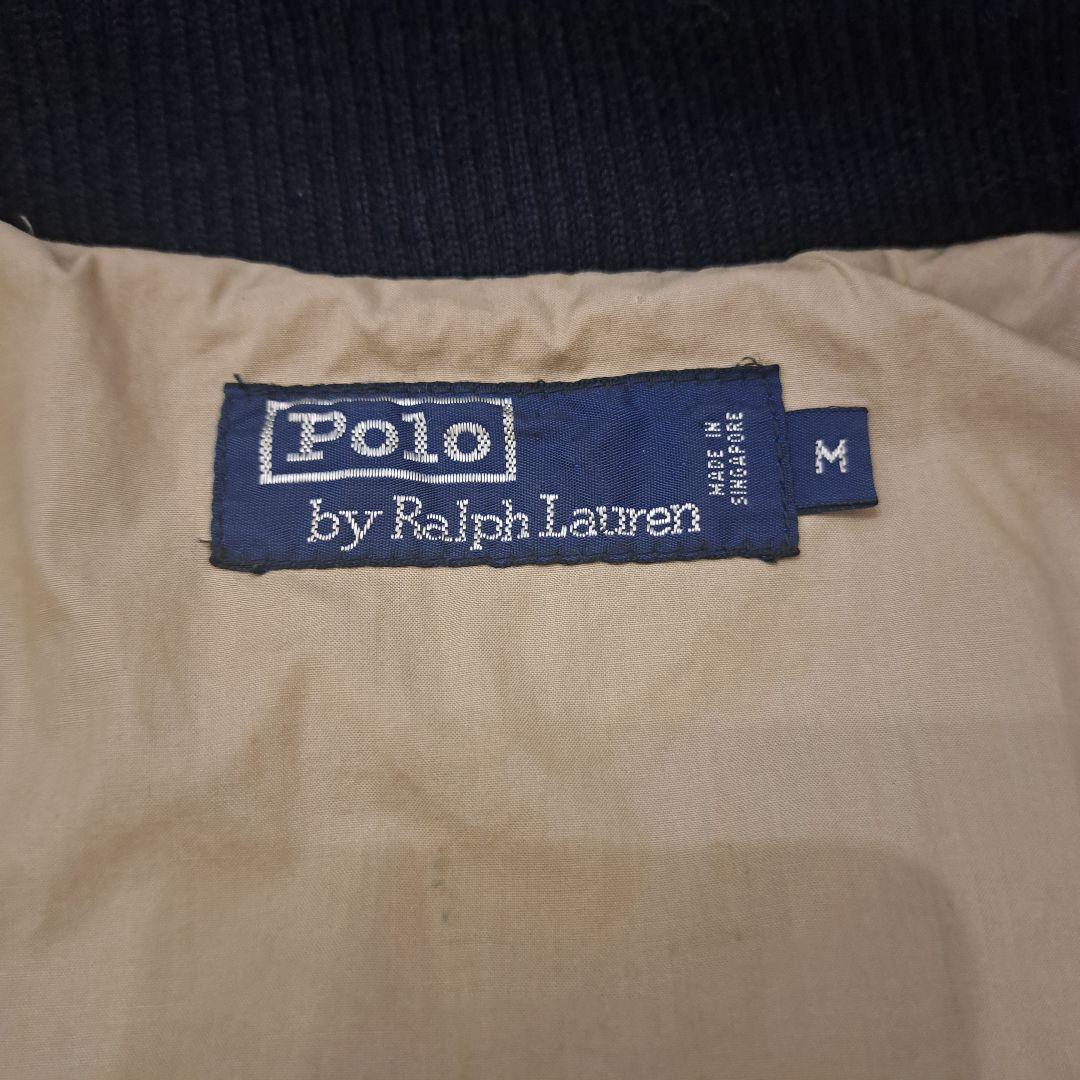 Polo
by Ralph Lauren
MADE IN
SINGAPORE
M